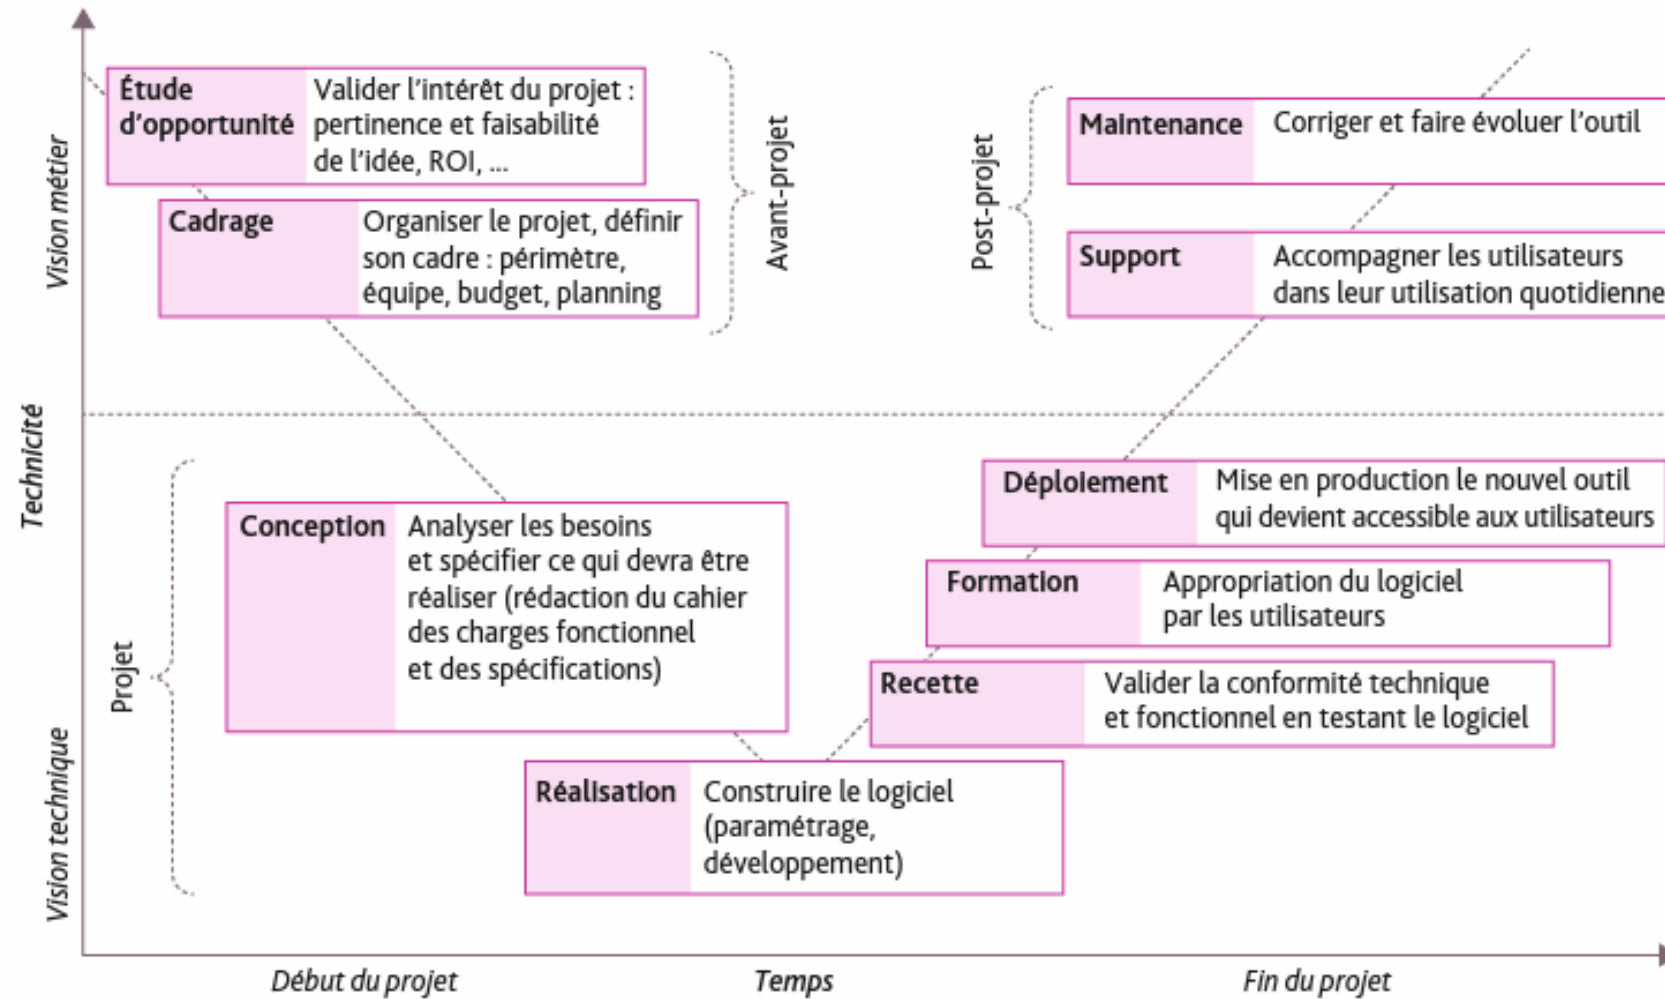 Étude
d'opportunité
Valider l'intérêt du projet :
pertinence et faisabilité
de l'idée, ROI, ...
Cadrage
Organiser le projet, définir
son cadre : périmètre,
équipe, budget, planning
Avant-projet
Post-projet
Maintenance
Corriger et faire évoluer l'outil
Support
Accompagner les utilisateurs
dans leur utilisation quotidienne
Vision métier
Technicité
Vision technique
Projet
Conception
Analyser les besoins
et spécifier ce qui devra être
réaliser (rédaction du cahier
des charges fonctionnel
et des spécifications)
Déploiement
Mise en production le nouvel outil
qui devient accessible aux utilisateurs
Formation
Appropriation du logiciel
par les utilisateurs
Recette
Valider la conformité technique
et fonctionnel en testant le logiciel
Réalisation
Construire le logiciel
(paramétrage,
développement)
Début du projet
Temps
Fin du projet